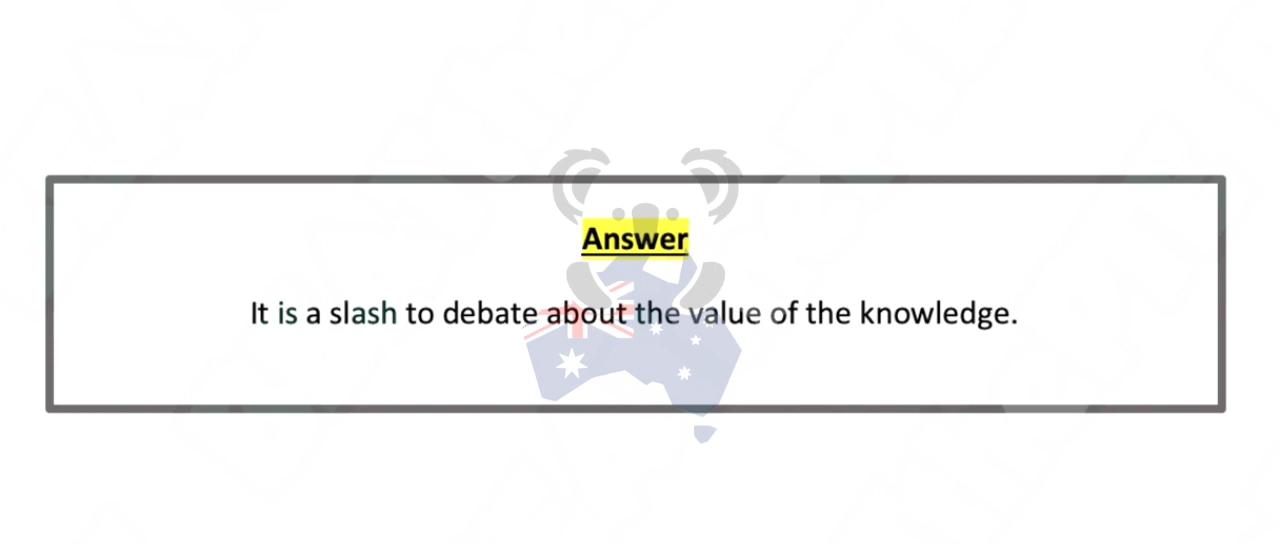 Answer
It is a slash to debate about the value of the knowledge.